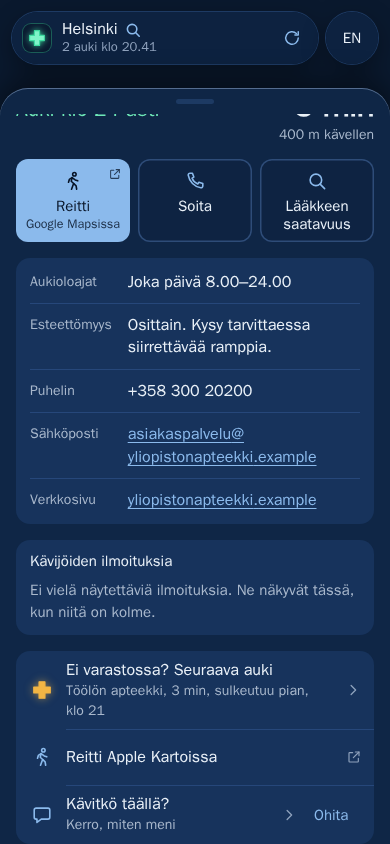 Helsinki
2 auki klo 20.41
EN
400 m kävellen
Reitti
Google Mapsissa
Soita
Lääkkeen
saatavuus
Aukioloajat
Joka päivä 8.00–24.00
Esteettömyys
Osittain. Kysy tarvittaessa
siirrettävää ramppia.
Puhelin
+358 300 20200
Sähköposti
asiakaspalvelu@
yliopistonapteekki.example
Verkkosivu
yliopistonapteekki.example
Kävijöiden ilmoituksia
Ei vielä näytettäviä ilmoituksia. Ne näkyvät tässä,
kun niitä on kolme.
Ei varastossa? Seuraava auki
Töölön apteekki, 3 min, sulkeutuu pian,
klo 21
Reitti Apple Kartoissa
Kävitkö täällä?
Kerro, miten meni
Ohita